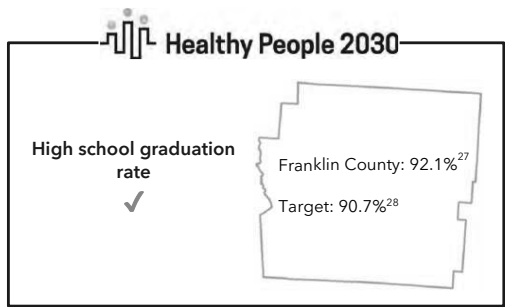 Healthy People 2030
High school graduation
rate
✓
Franklin County: 92.1%27
Target: 90.7%28